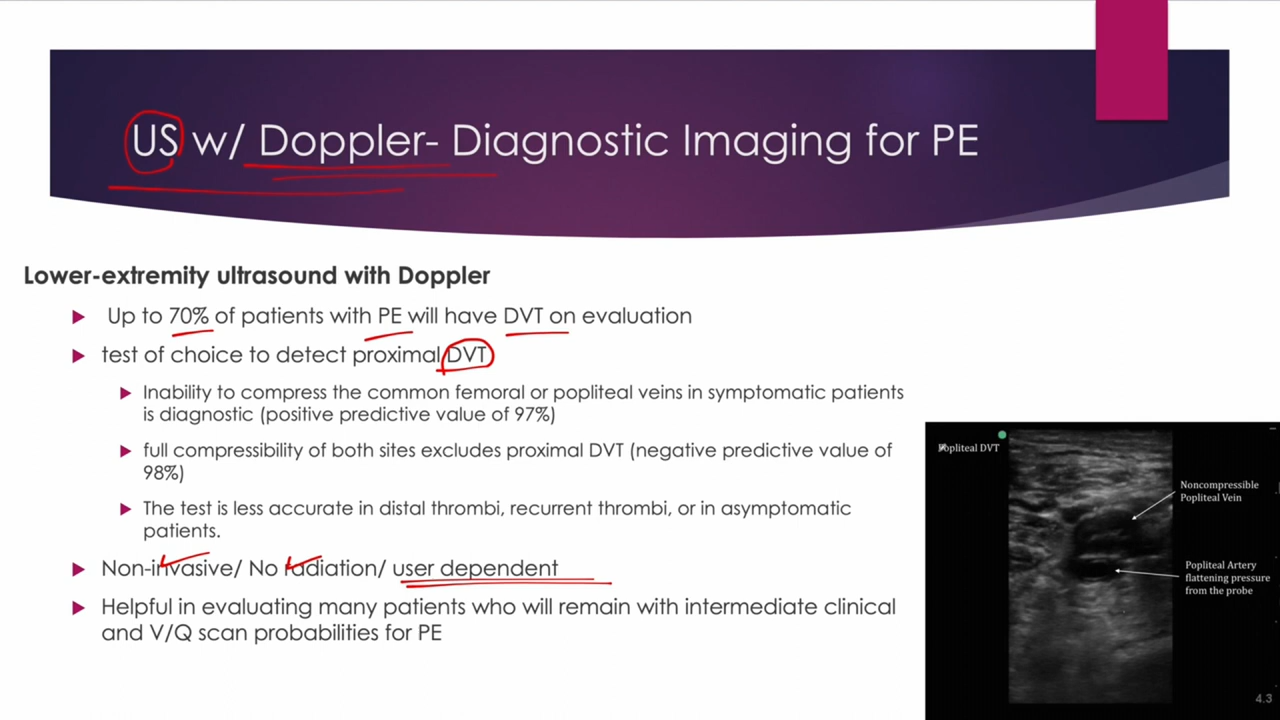 US w/ Doppler- Diagnostic Imaging for PE
Lower-extremity ultrasound with Doppler
Up to 70% of patients with PE will have DVT on evaluation
test of choice to detect proximal DVT
Inability to compress the common femoral or popliteal veins in symptomatic patients
is diagnostic (positive predictive value of 97%)
full compressibility of both sites excludes proximal DVT (negative predictive value of
98%)
The test is less accurate in distal thrombi, recurrent thrombi, or in asymptomatic
patients.
Non-invasive/ No radiation/ user dependent
Helpful in evaluating many patients who will remain with intermediate clinical
and V/Q scan probabilities for PE
Popliteal DVT
Noncompressible
Popliteal Vein
Popliteal Artery
flattening pressure
from the probe
4.3